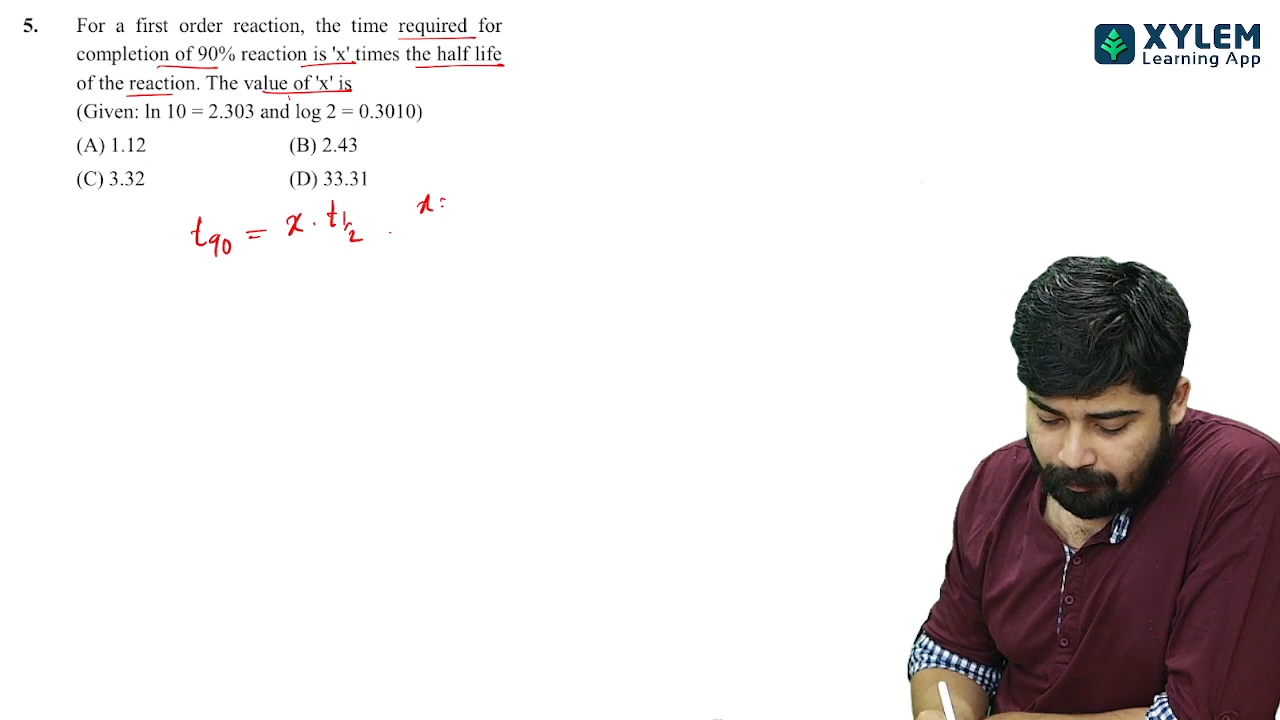 5. For a first order reaction, the time required for
completion of 90% reaction is 'x' times the half life
of the reaction. The value of 'x' is
(Given: ln 10 = 2.303 and log 2 = 0.3010)
(A) 1.12 (B) 2.43
(C) 3.32 (D) 33.31
t90 = x . t1/2 . x =
XYLEM
Learning App